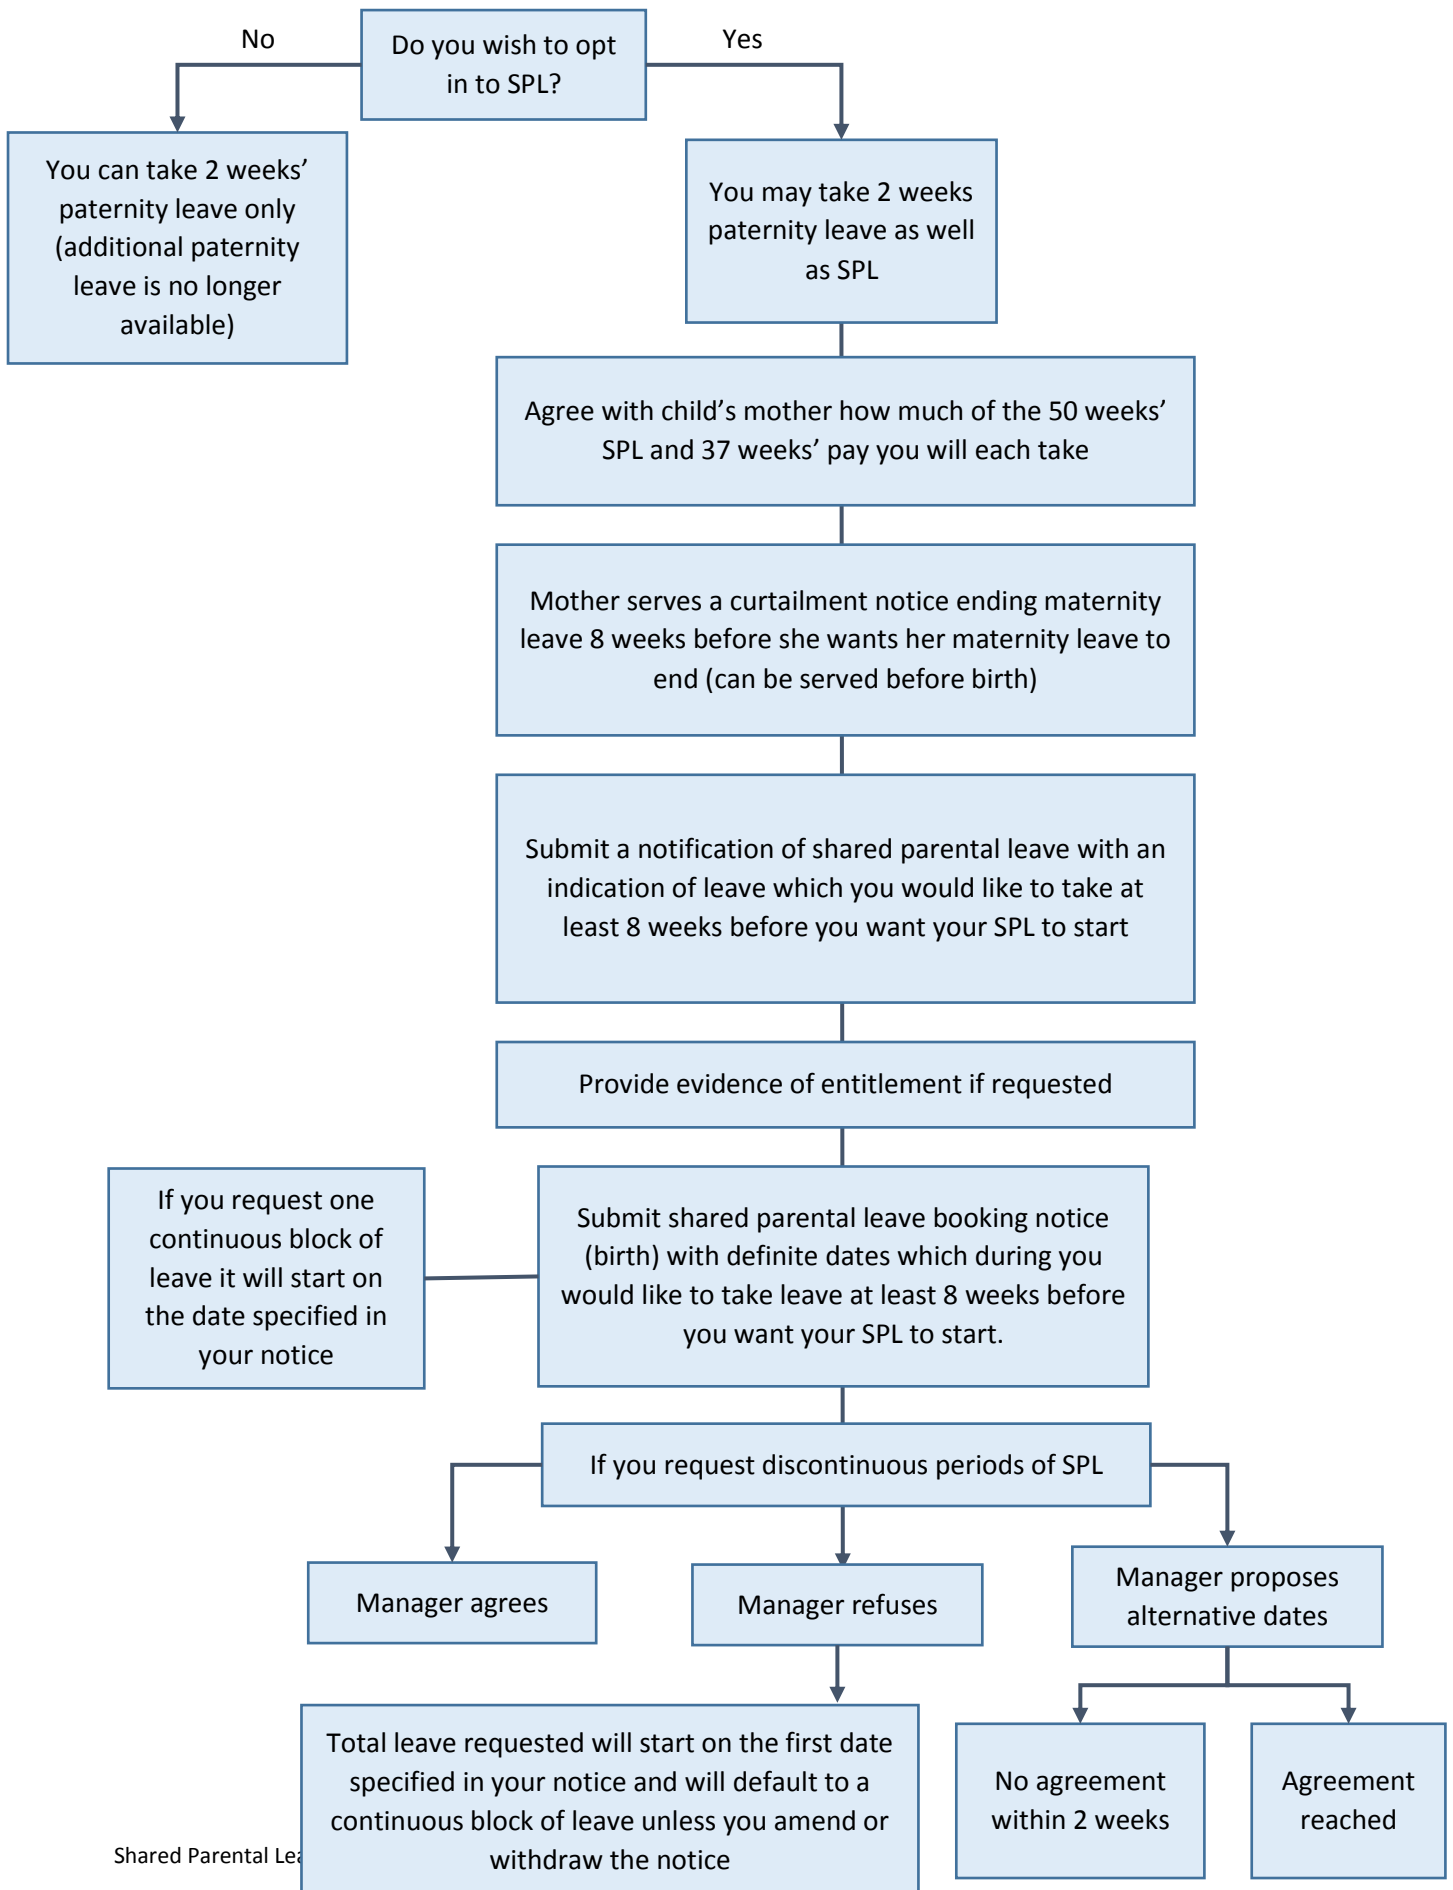 No
Do you wish to opt
in to SPL?
Yes
You can take 2 weeks’
paternity leave only
(additional paternity
leave is no longer
available)
You may take 2 weeks
paternity leave as well
as SPL
Agree with child’s mother how much of the 50 weeks’
SPL and 37 weeks’ pay you will each take
Mother serves a curtailment notice ending maternity
leave 8 weeks before she wants her maternity leave to
end (can be served before birth)
Submit a notification of shared parental leave with an
indication of leave which you would like to take at
least 8 weeks before you want your SPL to start
Provide evidence of entitlement if requested
If you request one
continuous block of
leave it will start on
the date specified in
your notice
Submit shared parental leave booking notice
(birth) with definite dates which during you
would like to take leave at least 8 weeks before
you want your SPL to start.
If you request discontinuous periods of SPL
Manager agrees
Manager refuses
Manager proposes
alternative dates
Total leave requested will start on the first date
specified in your notice and will default to a
continuous block of leave unless you amend or
withdraw the notice
No agreement
within 2 weeks
Agreement
reached
Shared Parental